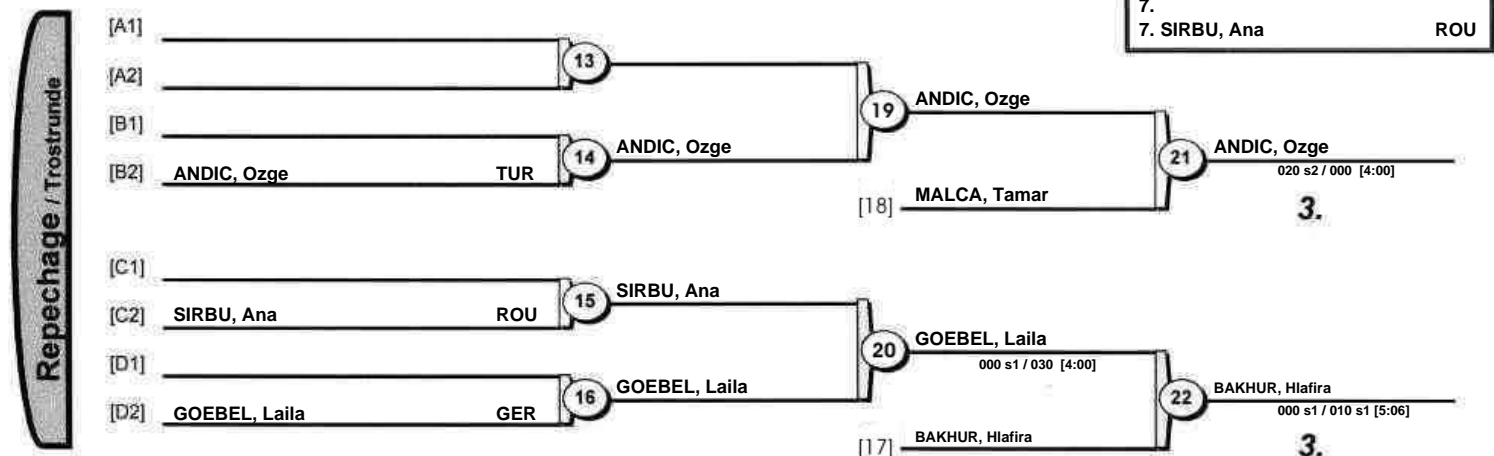 7.
7. SIRBU, Ana ROU
Repechage / Trostrunde
[A1]
13
[A2]
[B1]
19 ANDIC, Ozge
14 ANDIC, Ozge
[B2] ANDIC, Ozge TUR
21 ANDIC, Ozge
020 s2 / 000 [4:00]
[18] MALCA, Tamar
3.
[C1]
15 SIRBU, Ana
[C2] SIRBU, Ana ROU
20 GOEBEL, Laila
000 s1 / 030 [4:00]
[D1]
16 GOEBEL, Laila
[D2] GOEBEL, Laila GER
22 BAKHUR, Hlafira
000 s1 / 010 s1 [5:06]
[17] BAKHUR, Hlafira
3.